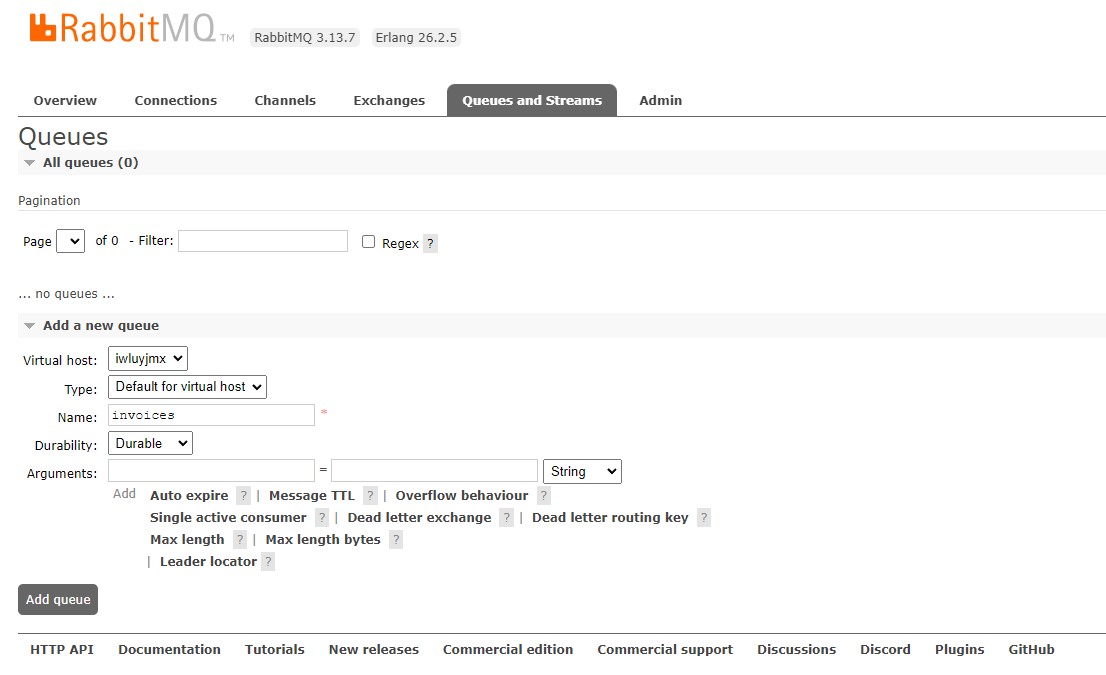 RabbitMQ TM RabbitMQ 3.13.7 Erlang 26.2.5
Overview Connections Channels Exchanges Queues and Streams Admin
Queues
All queues (0)
Pagination
Page of 0 - Filter: Regex ?
... no queues ...
Add a new queue
Virtual host: iwluyjmx
Type: Default for virtual host
Name: invoices *
Durability: Durable
Arguments: = String
Add Auto expire ? | Message TTL ? | Overflow behaviour ?
Single active consumer ? | Dead letter exchange ? | Dead letter routing key ?
Max length ? | Max length bytes ?
| Leader locator ?
Add queue
HTTP API Documentation Tutorials New releases Commercial edition Commercial support Discussions Discord Plugins GitHub